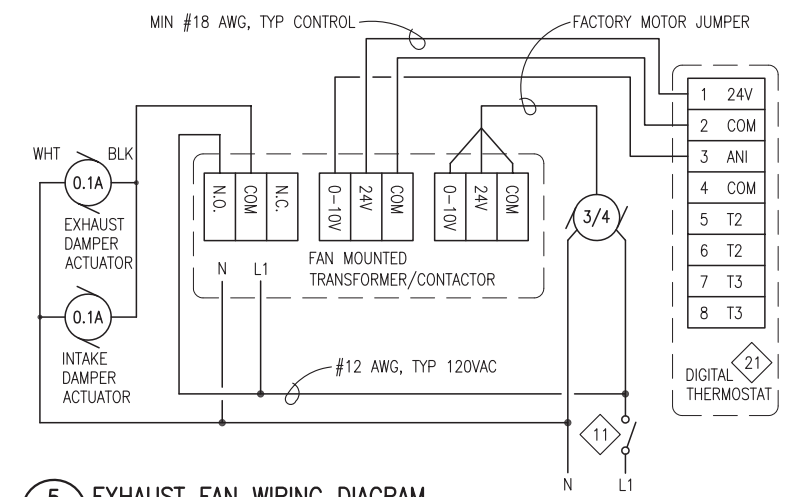 MIN #18 AWG, TYP CONTROL
FACTORY MOTOR JUMPER
1 24V
2 COM
3 ANI
4 COM
5 T2
6 T2
7 T3
8 T3
WHT
BLK
0.1A
EXHAUST
DAMPER
ACTUATOR
0.1A
INTAKE
DAMPER
ACTUATOR
N.O.
COM
N.C.
0-10V
24V
COM
0-10V
24V
COM
3/4
N
L1
FAN MOUNTED
TRANSFORMER/CONTACTOR
#12 AWG, TYP 120VAC
21
DIGITAL
THERMOSTAT
11
N
L1
5
EXHAUST FAN WIRING DIAGRAM